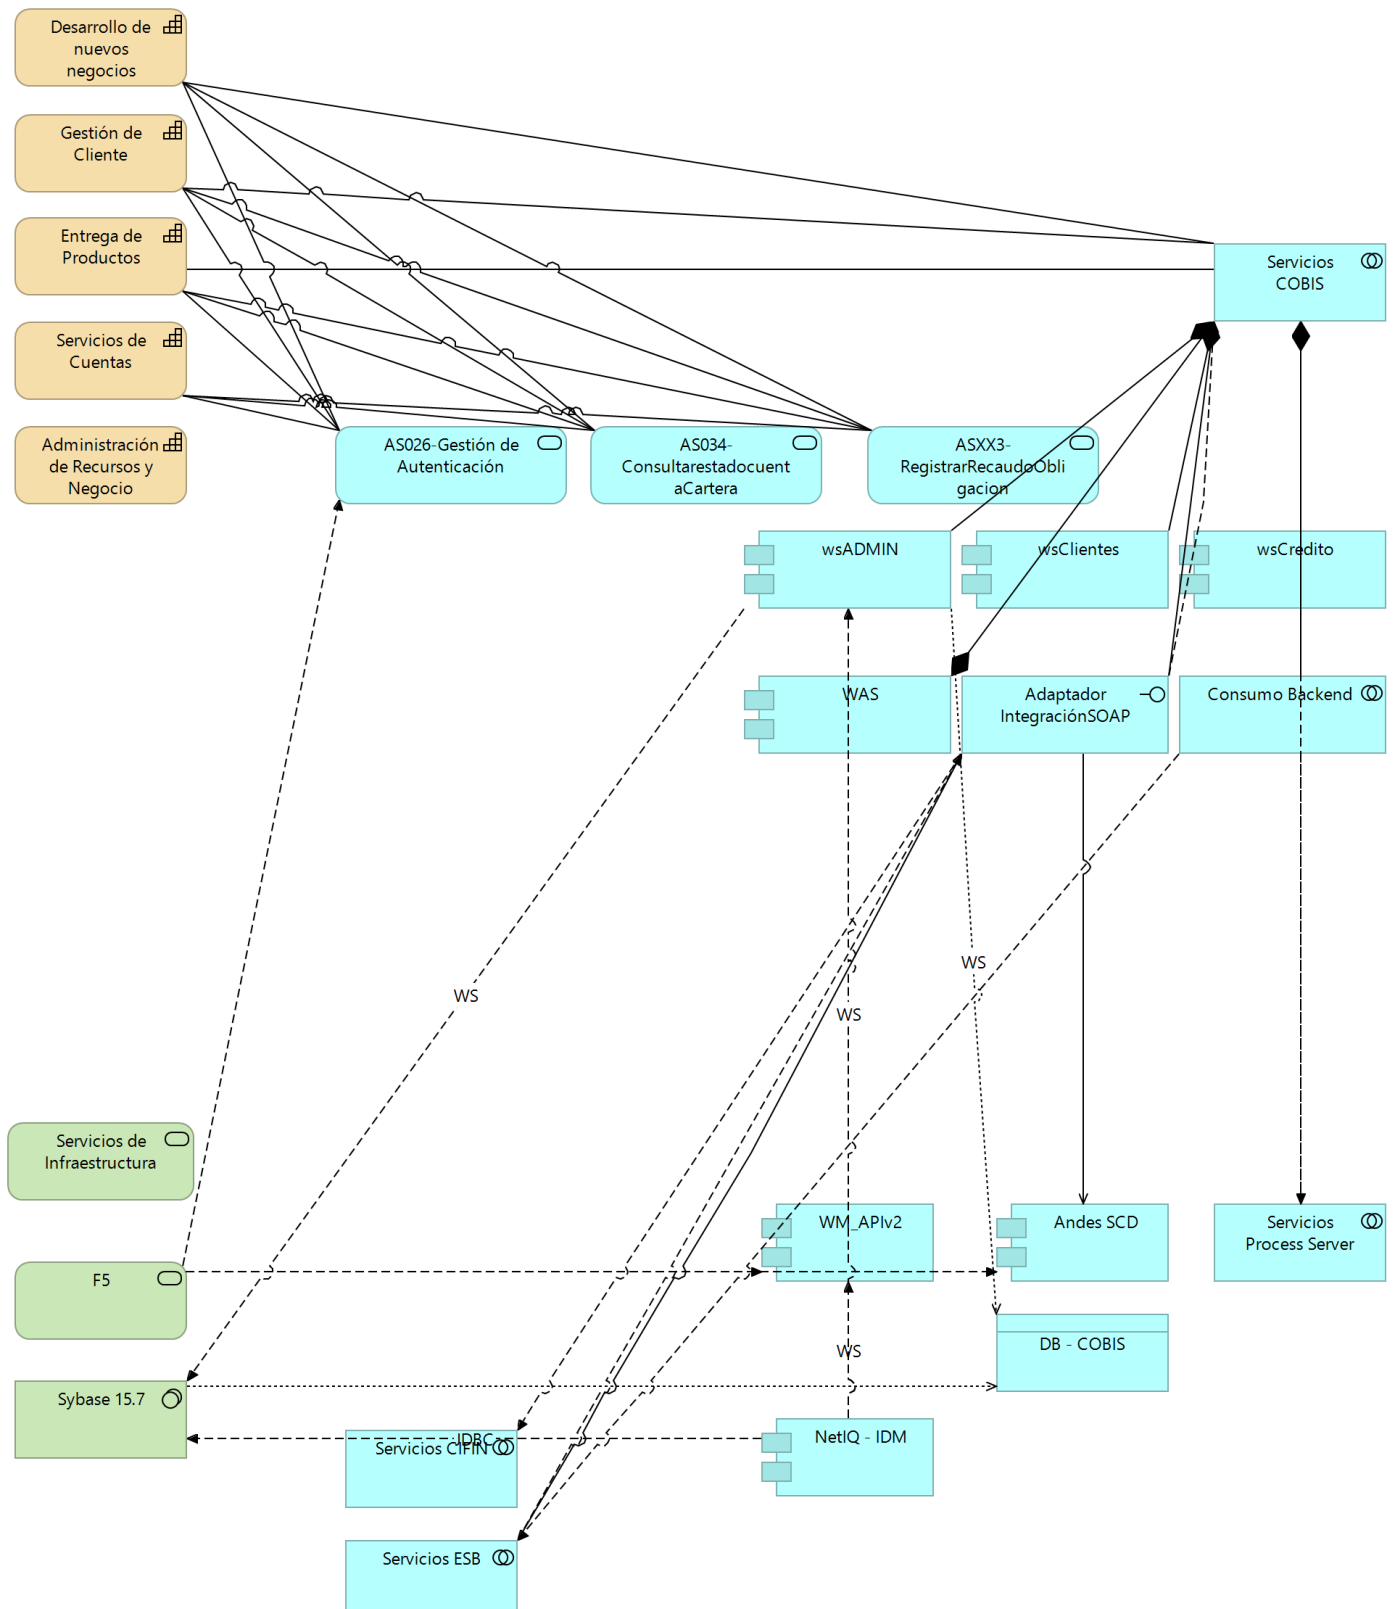 Desarrollo de
nuevos
negocios
Gestión de
Cliente
Entrega de
Productos
Servicios
COBIS
Servicios de
Cuentas
Administración
de Recursos y
Negocio
AS026-Gestión de
Autenticación
AS034-
Consultarestadocuent
aCartera
ASXX3-
RegistrarRecaudoObli
gacion
wsADMIN
wsClientes
wsCredito
WAS
Adaptador
IntegraciónSOAP
Consumo Backend
WS
WS
WS
Servicios de
Infraestructura
WM_APIv2
Andes SCD
Servicios
Process Server
F5
DB - COBIS
WS
Sybase 15.7
JDBC
Servicios CIFIN
NetIQ - IDM
Servicios ESB